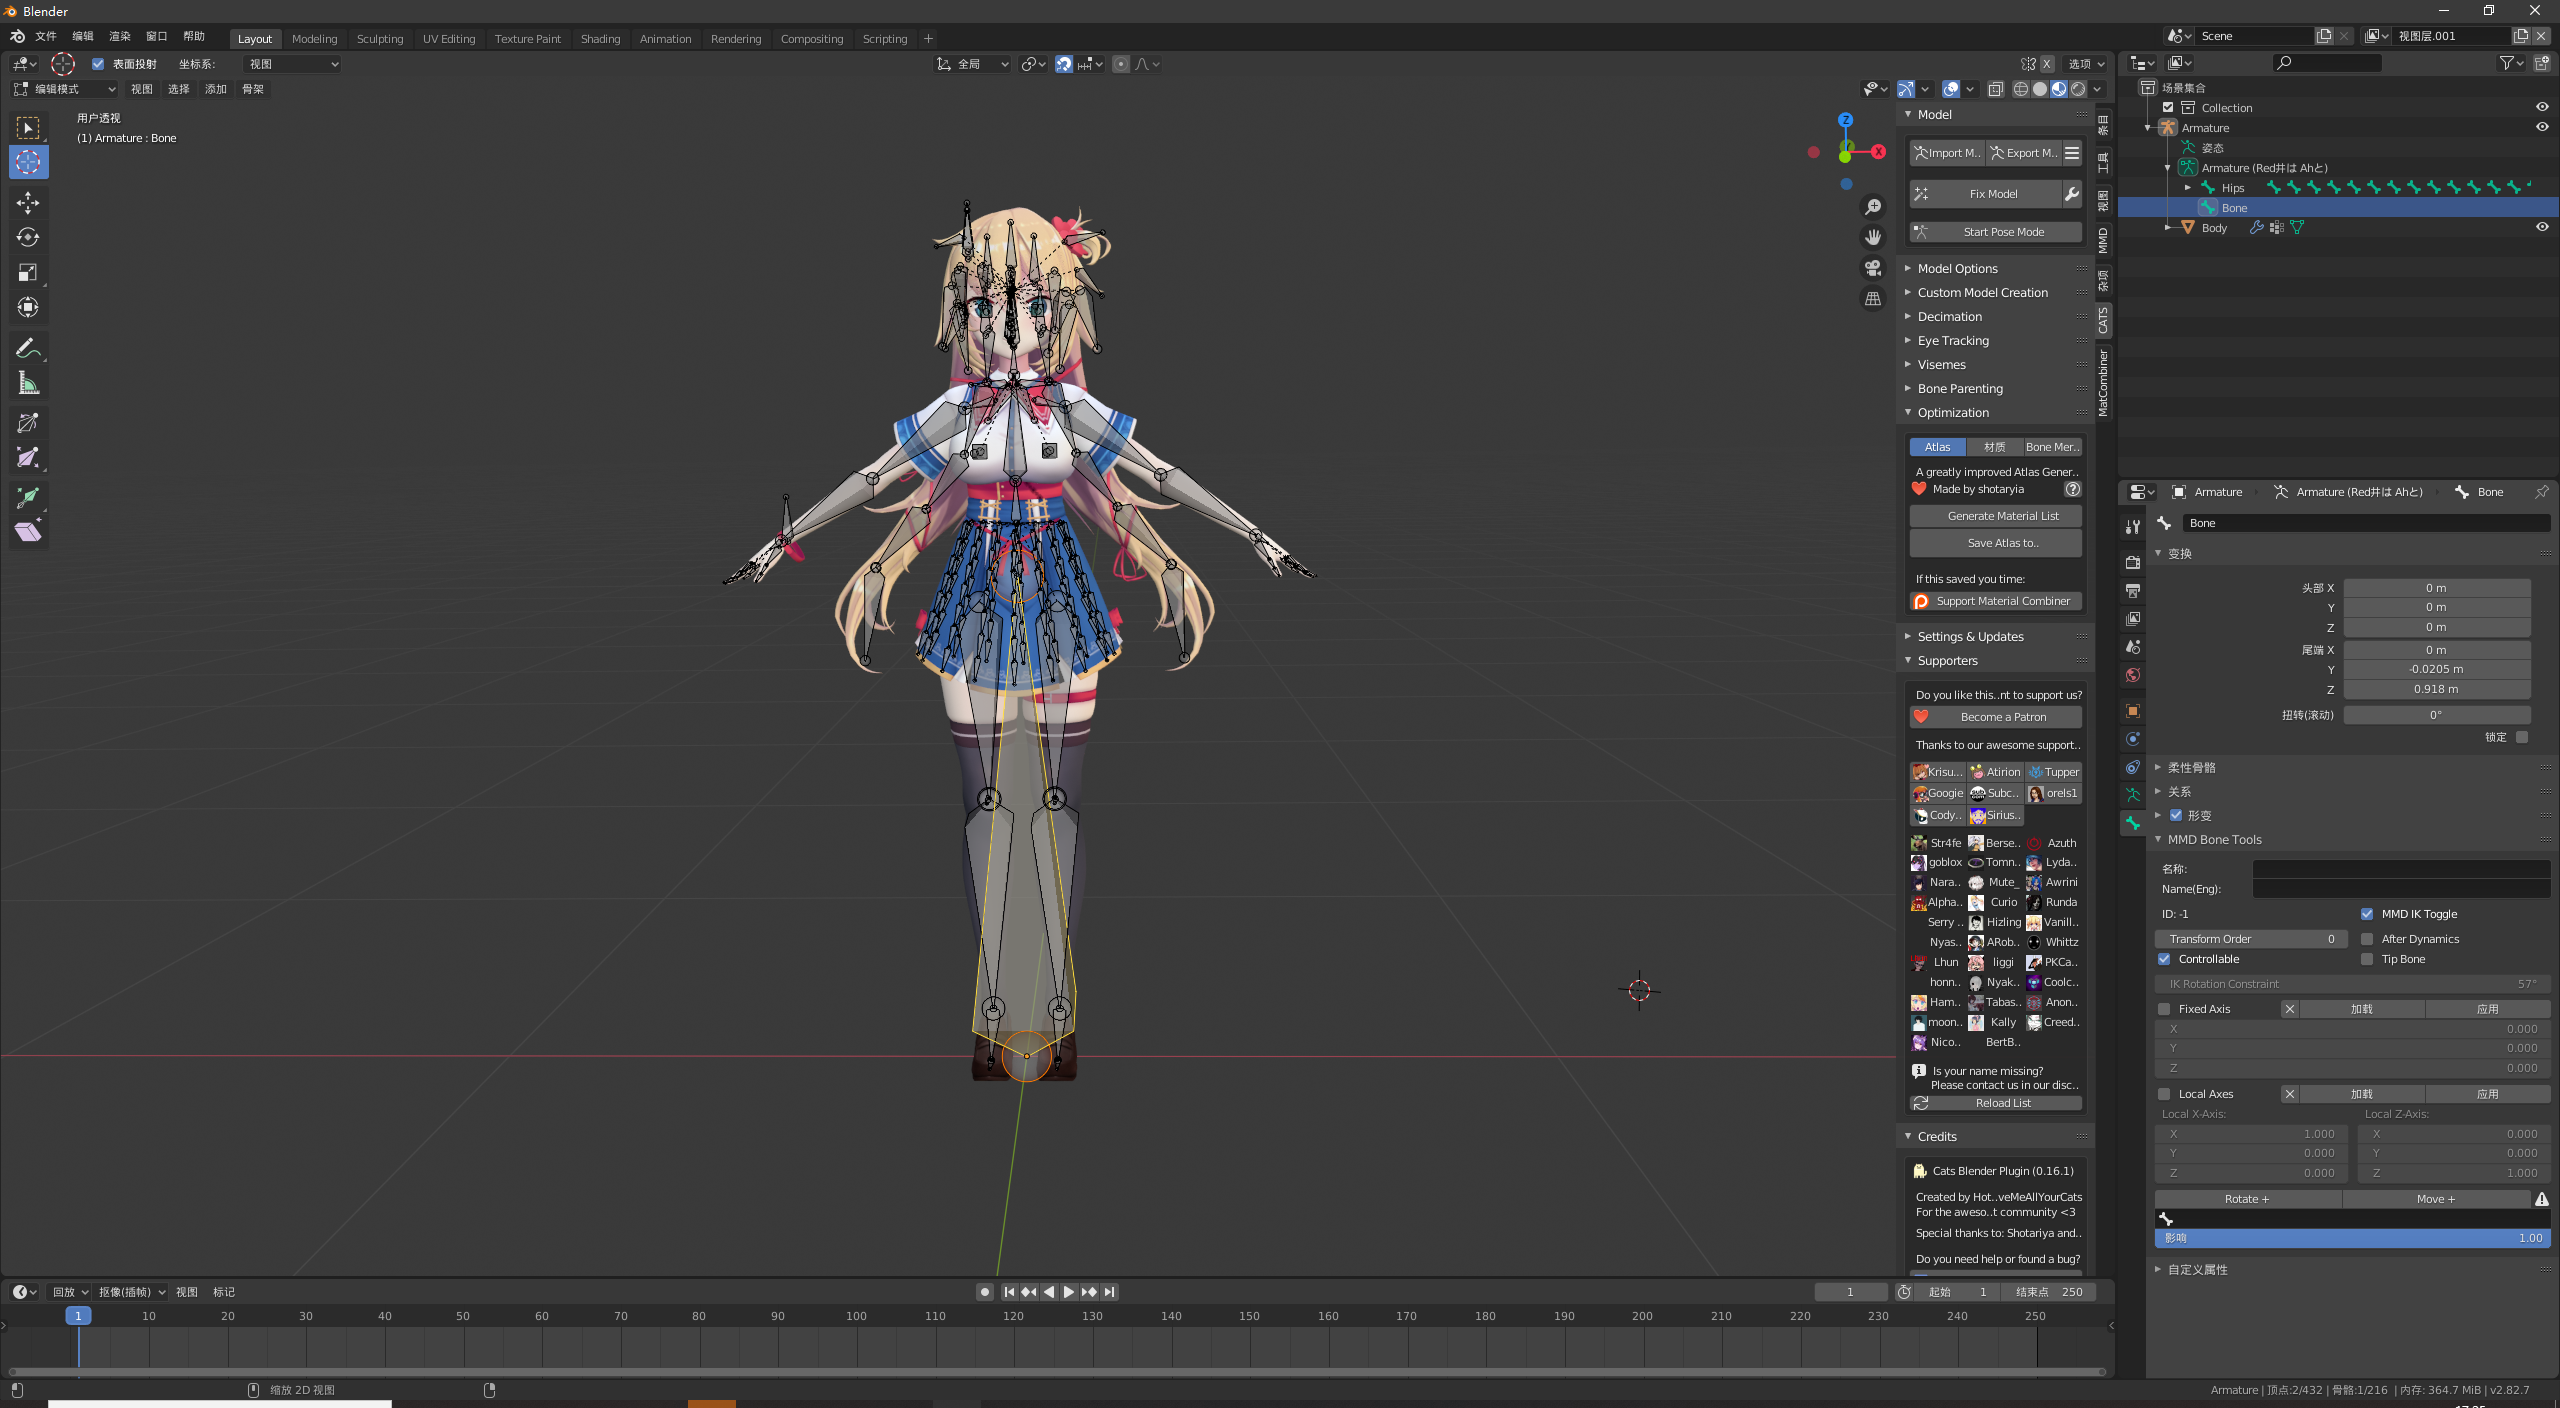 Blender
文件 编辑 渲染 窗口 帮助 Layout Modeling Sculpting UV Editing Texture Paint Shading Animation Rendering Compositing Scripting + Scene 视图层.001
表面投射 坐标系: 视图 全局 X 选项
编辑模式 视图 选择 添加 骨架
用户透视
(1) Armature : Bone
Z
X
Model
Import M..
Export M..
Fix Model
Start Pose Mode
Model Options
Custom Model Creation
Decimation
Eye Tracking
Visemes
Bone Parenting
Optimization
Atlas 材质 Bone Mer..
A greatly improved Atlas Gener..
Made by shotaryia
Generate Material List
Save Atlas to..
If this saved you time:
Support Material Combiner
Settings & Updates
Supporters
Do you like this..nt to support us?
Become a Patron
Thanks to our awesome support..
Krisu... Atirion Tupper
Googie Subc.. orels1
Cody.. Sirius..
Str4fe Berse.. Azuth
goblox Tomn.. Lyda..
Nara.. Mute_ Awrini
Alpha.. Curio Runda
Serry .. Hizling Vanill..
Nyas.. ARob.. Whittz
Lhun liggi PKCa..
honn.. Nyak.. Coolc..
Ham.. Tabas.. Anon..
moon.. Kally Creed..
Nico.. BertB..
Is your name missing?
Please contact us in our disc..
Reload List
Credits
Cats Blender Plugin (0.16.1)
Created by Hot..veMeAllYourCats
For the aweso..t community <3
Special thanks to: Shotariya and..
Do you need help or found a bug?
条目
工具
视图
MMD
杂项
CATS
MatCombiner
场景集合
Collection
Armature
姿态
Armature (Red井は Ahと)
Hips
Bone
Body
Armature Armature (Red井は Ahと) Bone
Bone
变换
头部 X 0 m
Y 0 m
Z 0 m
尾端 X 0 m
Y -0.0205 m
Z 0.918 m
扭转(滚动) 0°
锁定
柔性骨骼
关系
形变
MMD Bone Tools
名称:
Name(Eng):
ID: -1 MMD IK Toggle
Transform Order 0 After Dynamics
Controllable Tip Bone
IK Rotation Constraint 57°
Fixed Axis 加载 应用
X 0.000
Y 0.000
Z 0.000
Local Axes 加载 应用
Local X-Axis: Local Z-Axis:
X 1.000 X 0.000
Y 0.000 Y 0.000
Z 0.000 Z 1.000
Rotate + Move +
影响 1.00
自定义属性
回放 抠像(插帧) 视图 标记 1 起始 1 结束点 250
1 10 20 30 40 50 60 70 80 90 100 110 120 130 140 150 160 170 180 190 200 210 220 230 240 250
缩放 2D 视图
Armature | 顶点:2/432 | 骨骼:1/216 | 内存: 364.7 MiB | v2.82.7